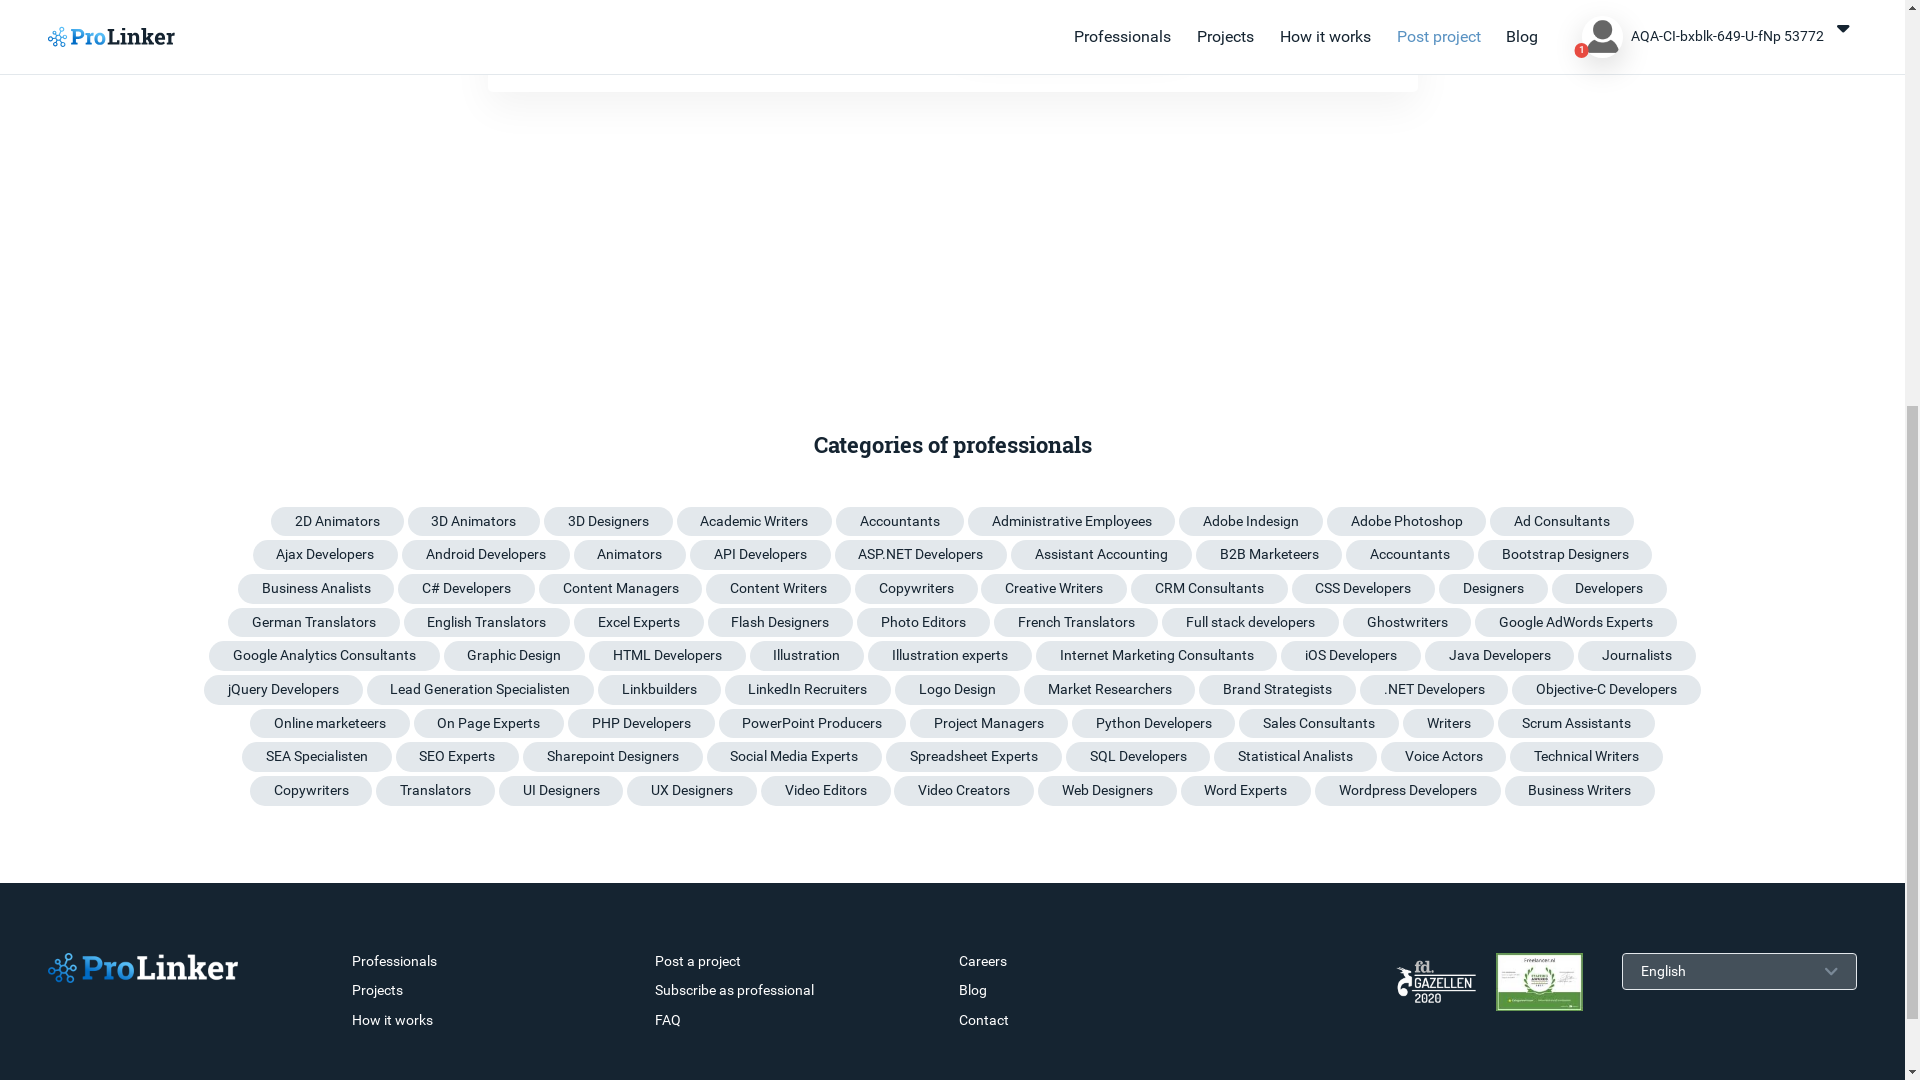 ProLinker
Professionals Projects How it works Post project Blog 1 AQA-CI-bxblk-649-U-fNp 53772
Categories of professionals
2D Animators 3D Animators 3D Designers Academic Writers Accountants Administrative Employees Adobe Indesign Adobe Photoshop Ad Consultants
Ajax Developers Android Developers Animators API Developers ASP.NET Developers Assistant Accounting B2B Marketeers Accountants Bootstrap Designers
Business Analists C# Developers Content Managers Content Writers Copywriters Creative Writers CRM Consultants CSS Developers Designers Developers
German Translators English Translators Excel Experts Flash Designers Photo Editors French Translators Full stack developers Ghostwriters Google AdWords Experts
Google Analytics Consultants Graphic Design HTML Developers Illustration Illustration experts Internet Marketing Consultants iOS Developers Java Developers Journalists
jQuery Developers Lead Generation Specialisten Linkbuilders LinkedIn Recruiters Logo Design Market Researchers Brand Strategists .NET Developers Objective-C Developers
Online marketeers On Page Experts PHP Developers PowerPoint Producers Project Managers Python Developers Sales Consultants Writers Scrum Assistants
SEA Specialisten SEO Experts Sharepoint Designers Social Media Experts Spreadsheet Experts SQL Developers Statistical Analists Voice Actors Technical Writers
Copywriters Translators UI Designers UX Designers Video Editors Video Creators Web Designers Word Experts Wordpress Developers Business Writers
ProLinker
Professionals
Projects
How it works
Post a project
Subscribe as professional
FAQ
Careers
Blog
Contact
fd.
GAZELLEN
2020
Freelancer.nl
English